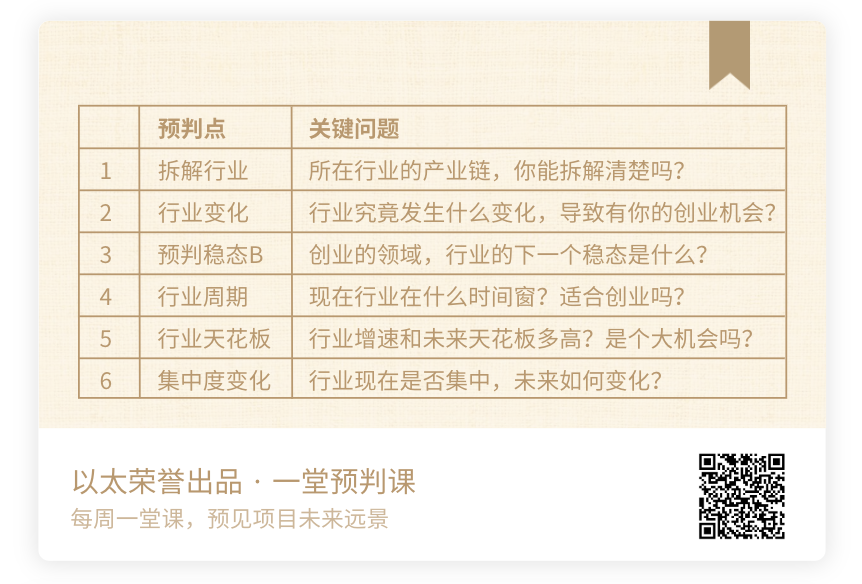 预判点 关键问题
1 拆解行业 所在行业的产业链，你能拆解清楚吗？
2 行业变化 行业究竟发生什么变化，导致有你的创业机会？
3 预判稳态B 创业的领域，行业的下一个稳态是什么？
4 行业周期 现在行业在什么时间窗？适合创业吗？
5 行业天花板 行业增速和未来天花板多高？是个大机会吗？
6 集中度变化 行业现在是否集中，未来如何变化？
以太荣誉出品 · 一堂预判课
每周一堂课，预见项目未来远景